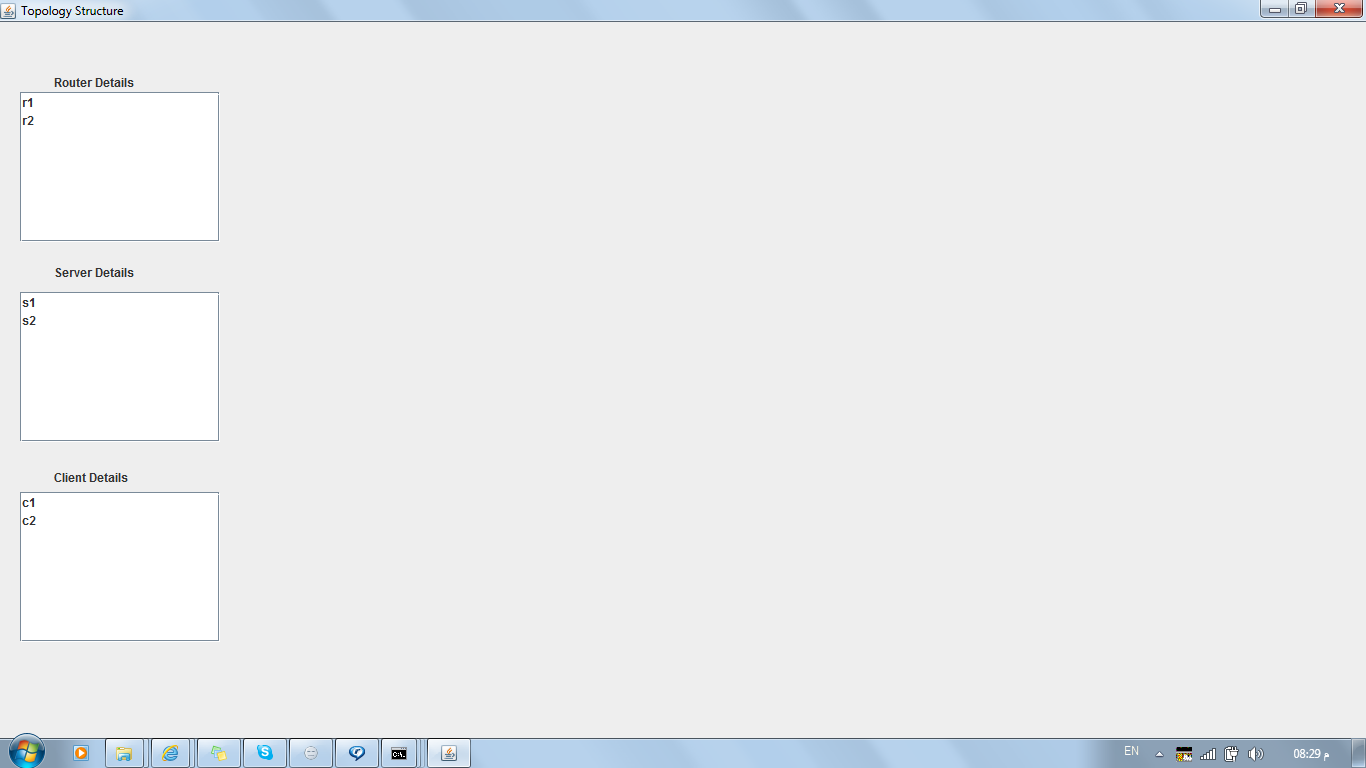 Topology Structure
Router Details
r1
r2
Server Details
s1
s2
Client Details
c1
c2
C:\.
EN
08:29 م